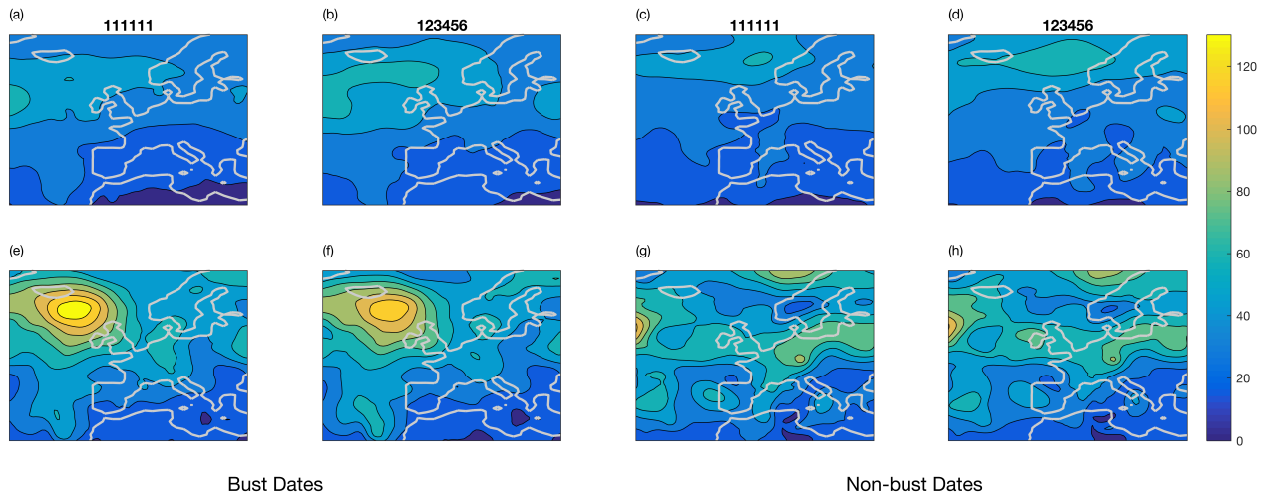 (a) (b) (c) (d)
111111 123456 111111 123456
(e) (f) (g) (h)
120
100
80
60
40
20
0
Bust Dates Non-bust Dates